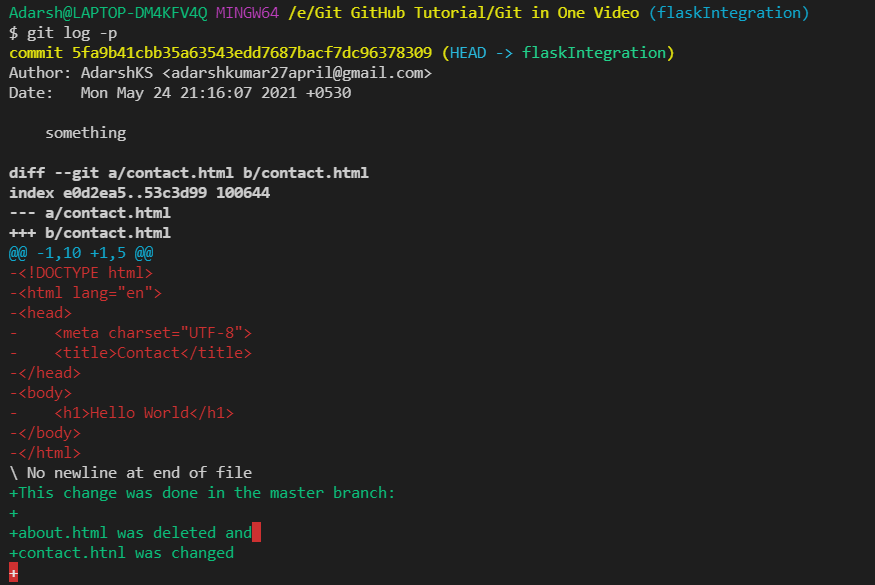 Adarsh@LAPTOP-DM4KFV4Q MINGW64 /e/Git GitHub Tutorial/Git in One Video (flaskIntegration)
$ git log -p
commit 5fa9b41cbb35a63543edd7687bacf7dc96378309 (HEAD -> flaskIntegration)
Author: AdarshKS <adarshkumar27april@gmail.com>
Date:   Mon May 24 21:16:07 2021 +0530

    something

diff --git a/contact.html b/contact.html
index e0d2ea5..53c3d99 100644
--- a/contact.html
+++ b/contact.html
@@ -1,10 +1,5 @@
-<!DOCTYPE html>
-<html lang="en">
-<head>
-    <meta charset="UTF-8">
-    <title>Contact</title>
-</head>
-<body>
-    <h1>Hello World</h1>
-</body>
-</html>
\ No newline at end of file
+This change was done in the master branch:
+
+about.html was deleted and
+contact.htnl was changed
+